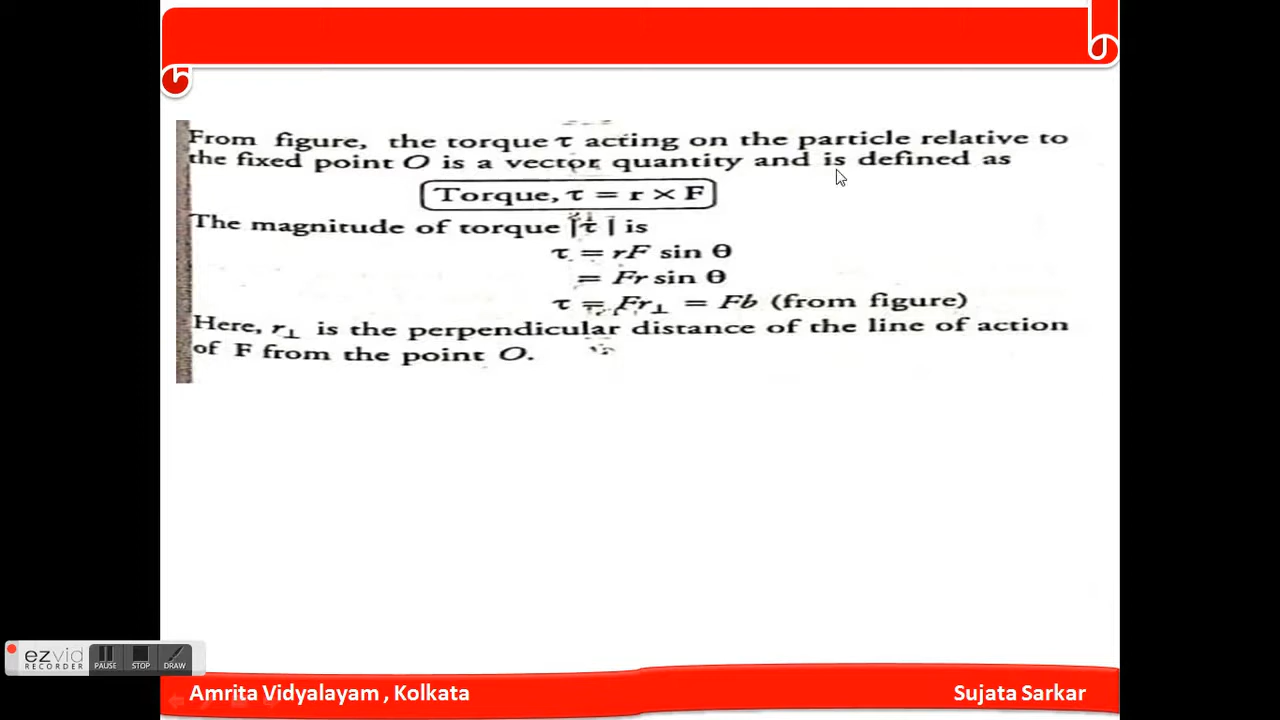 From figure, the torque τ acting on the particle relative to
the fixed point O is a vector quantity and is defined as
Torque, τ = r × F
The magnitude of torque |τ| is
τ = rF sin θ
= Fr sin θ
τ = Fr⊥ = Fb (from figure)
Here, r⊥ is the perpendicular distance of the line of action
of F from the point O.
ezvid
RECORDER
PAUSE STOP DRAW
Amrita Vidyalayam , Kolkata
Sujata Sarkar